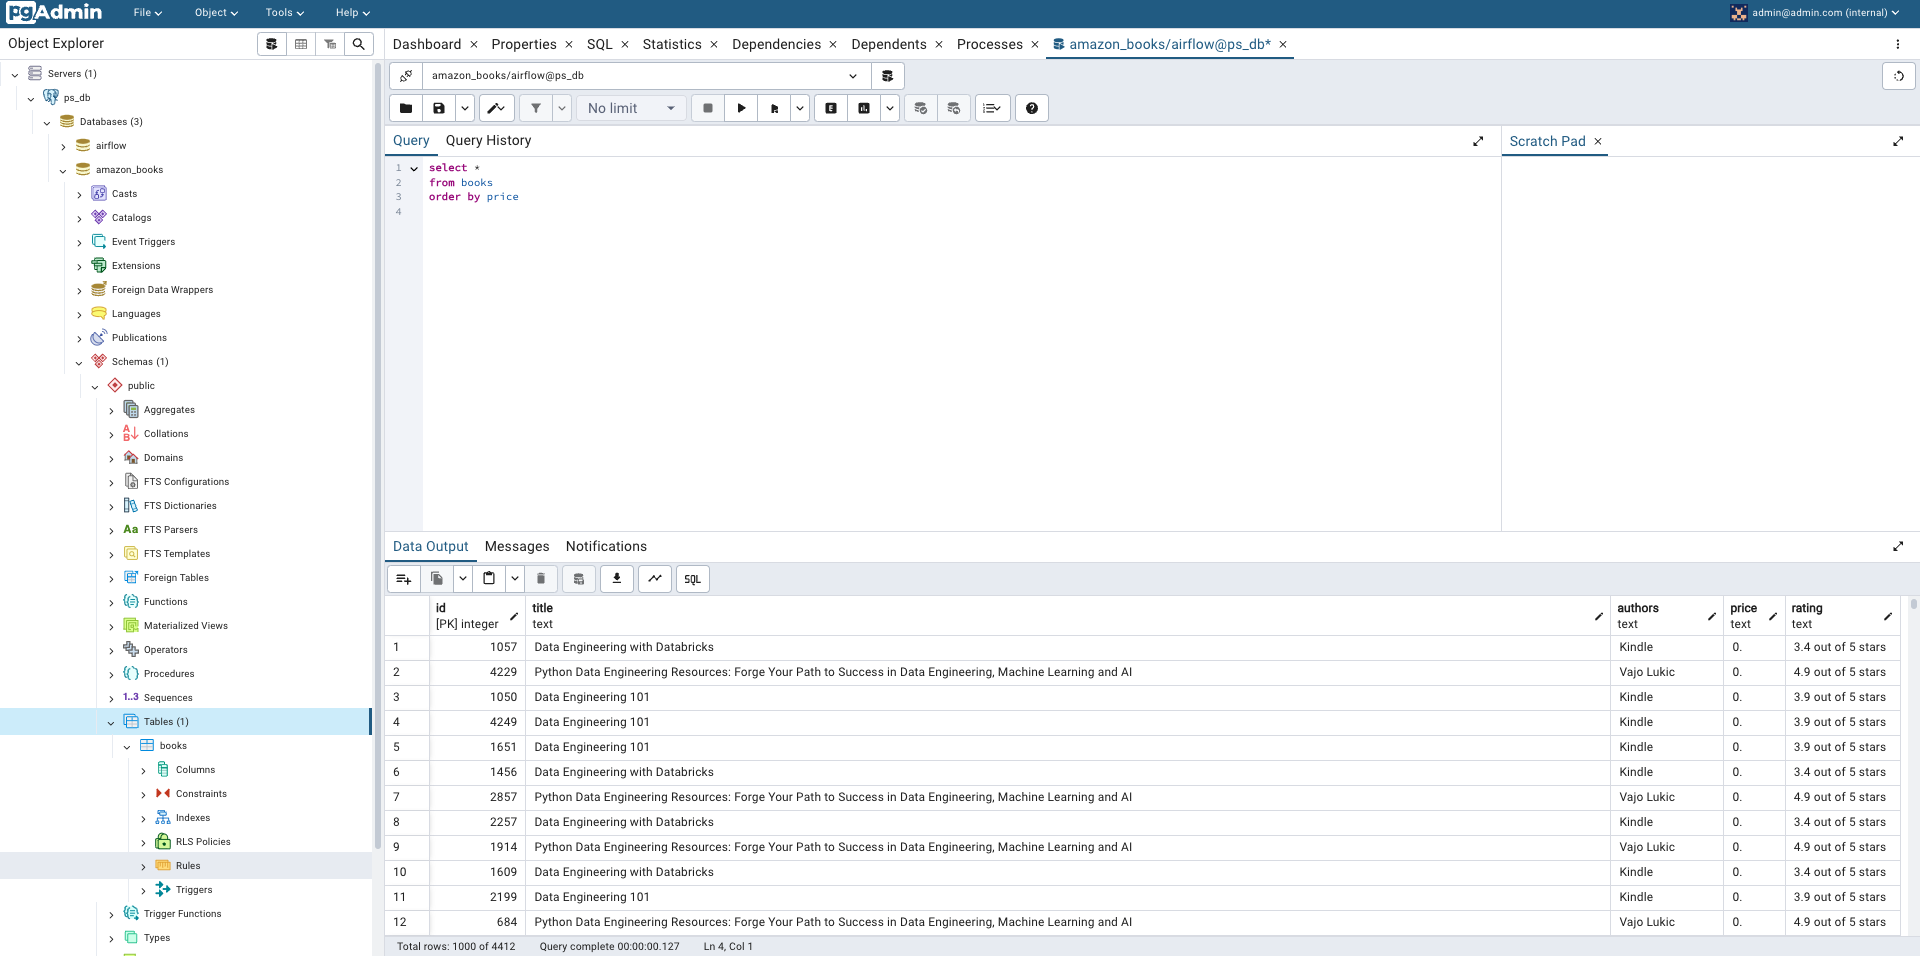 pgAdmin File Object Tools Help admin@admin.com (internal)
Object Explorer
Dashboard Properties SQL Statistics Dependencies Dependents Processes amazon_books/airflow@ps_db*
Servers (1)
ps_db
Databases (3)
airflow
amazon_books
Casts
Catalogs
Event Triggers
Extensions
Foreign Data Wrappers
Languages
Publications
Schemas (1)
public
Aggregates
Collations
Domains
FTS Configurations
FTS Dictionaries
Aa FTS Parsers
FTS Templates
Foreign Tables
Functions
Materialized Views
Operators
Procedures
1..3 Sequences
Tables (1)
books
Columns
Constraints
Indexes
RLS Policies
Rules
Triggers
Trigger Functions
Types
amazon_books/airflow@ps_db
No limit
Query Query History
Scratch Pad
1 select *
2 from books
3 order by price
4
Data Output Messages Notifications
SQL
id title authors price rating
[PK] integer text text text text
1 1057 Data Engineering with Databricks Kindle 0. 3.4 out of 5 stars
2 4229 Python Data Engineering Resources: Forge Your Path to Success in Data Engineering, Machine Learning and AI Vajo Lukic 0. 4.9 out of 5 stars
3 1050 Data Engineering 101 Kindle 0. 3.9 out of 5 stars
4 4249 Data Engineering 101 Kindle 0. 3.9 out of 5 stars
5 1651 Data Engineering 101 Kindle 0. 3.9 out of 5 stars
6 1456 Data Engineering with Databricks Kindle 0. 3.4 out of 5 stars
7 2857 Python Data Engineering Resources: Forge Your Path to Success in Data Engineering, Machine Learning and AI Vajo Lukic 0. 4.9 out of 5 stars
8 2257 Data Engineering with Databricks Kindle 0. 3.4 out of 5 stars
9 1914 Python Data Engineering Resources: Forge Your Path to Success in Data Engineering, Machine Learning and AI Vajo Lukic 0. 4.9 out of 5 stars
10 1609 Data Engineering with Databricks Kindle 0. 3.4 out of 5 stars
11 2199 Data Engineering 101 Kindle 0. 3.9 out of 5 stars
12 684 Python Data Engineering Resources: Forge Your Path to Success in Data Engineering, Machine Learning and AI Vajo Lukic 0. 4.9 out of 5 stars
Total rows: 1000 of 4412 Query complete 00:00:00.127 Ln 4, Col 1